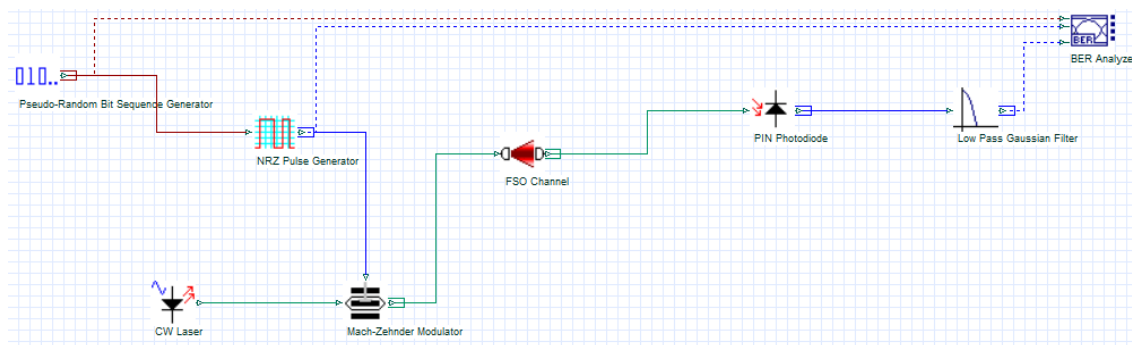 BER
BER Analyze
010..
Pseudo-Random Bit Sequence Generator
PIN Photodiode
Low Pass Gaussian Filter
NRZ Pulse Generator
FSO Channel
CW Laser
Mach-Zehnder Modulator